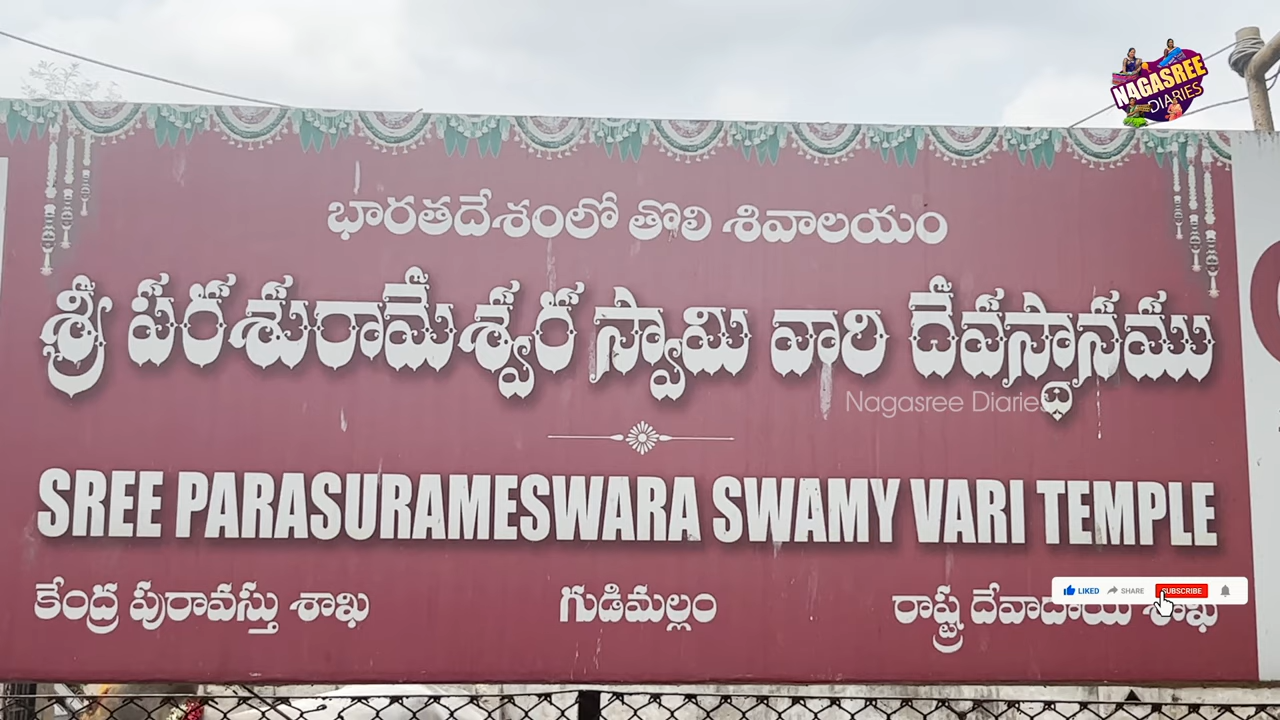 NAGASREE
DIARIES
భారతదేశంలో తొలి శివాలయం
శ్రీ పరశురామేశ్వర స్వామి వారి దేవస్థానము
Nagasree Diaries
SREE PARASURAMESWARA SWAMY VARI TEMPLE
కేంద్ర పురావస్తు శాఖ గుడిమల్లం రాష్ట్ర దేవాదాయ శాఖ
LIKED SHARE SUBSCRIBE